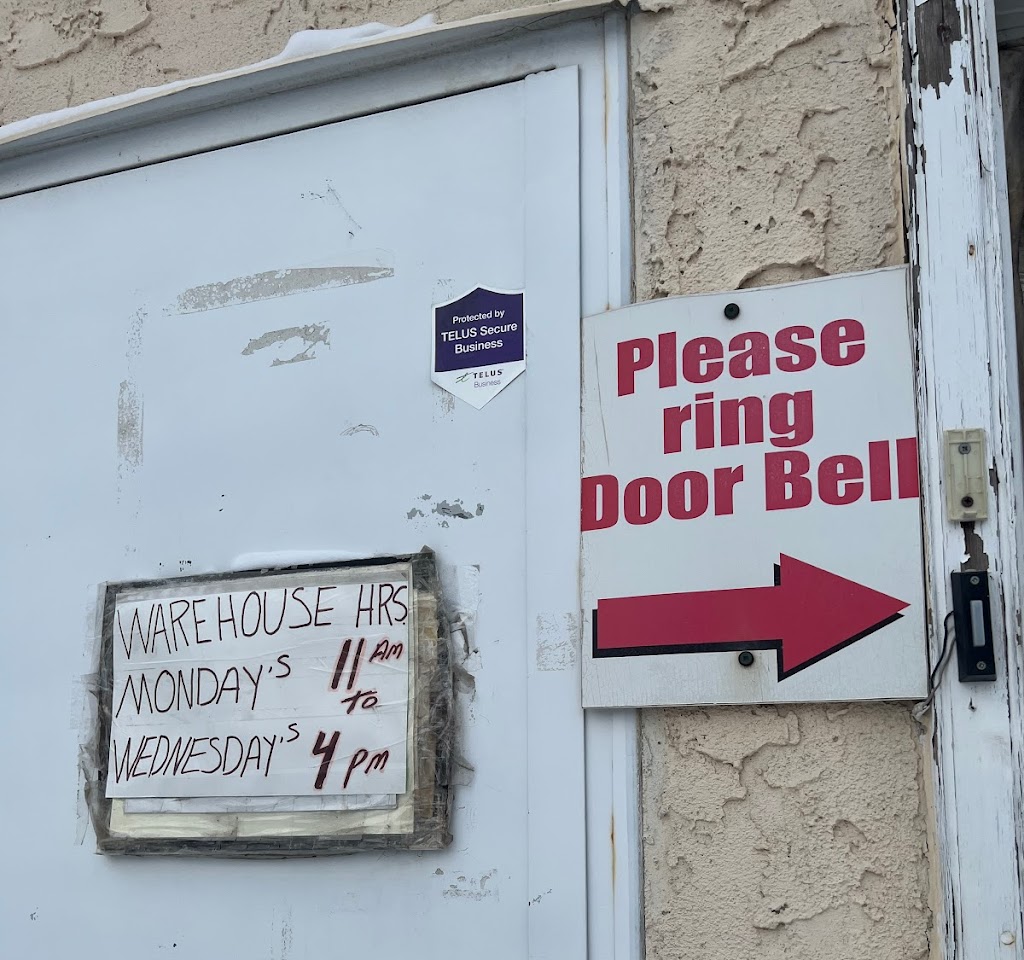 Protected by
TELUS Secure
Business
TELUS
Business
Please
ring
Door Bell
WAREHOUSE HRS
MONDAY'S 11 AM
TO
WEDNESDAY'S 4 PM